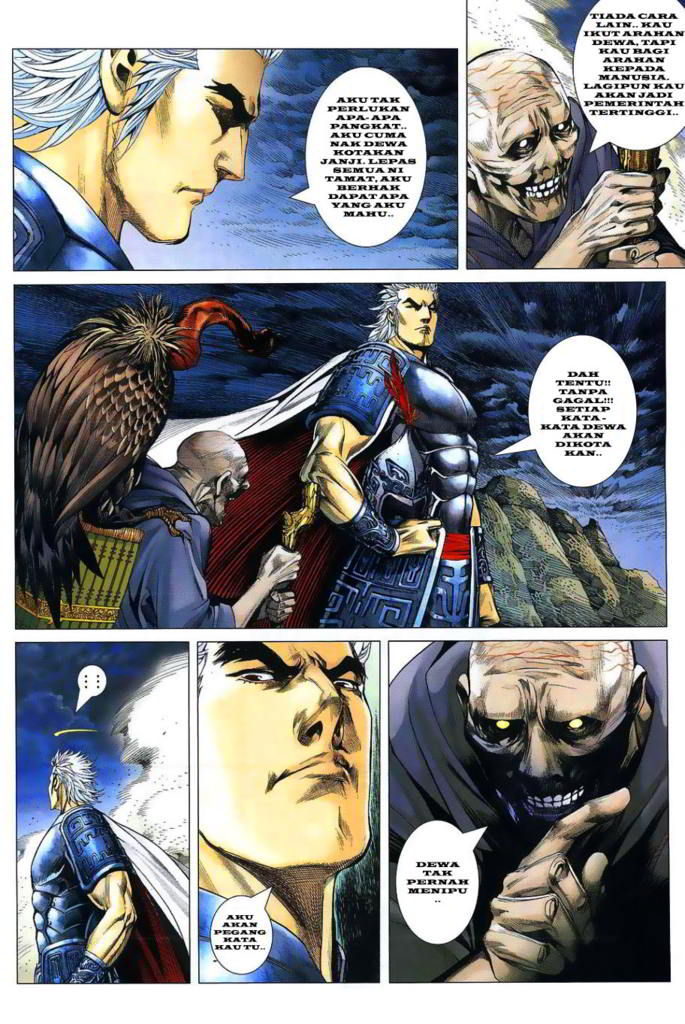 TIADA CARA
LAIN.. KAU
IKUT ARAHAN
DEWA, TAPI
KAU BAGI
ARAHAN
KEPADA
MANUSIA.
LAGIPUN KAU
AKAN JADI
PEMERINTAH
TERTINGGI..
AKU TAK
PERLUKAN
APA- APA
PANGKAT..
AKU CUMA
NAK DEWA
KOTAKAN
JANJI. LEPAS
SEMUA NI
TAMAT, AKU
BERHAK
DAPAT APA
YANG AKU
MAHU..
DAH
TENTU!!
TANPA
GAGAL!!!
SETIAP
KATA -
KATA DEWA
AKAN
DIKOTA
KAN..
AKU
AKAN
PEGANG
KATA
KAU TU..
DEWA
TAK
PERNAH
MENIPU
..